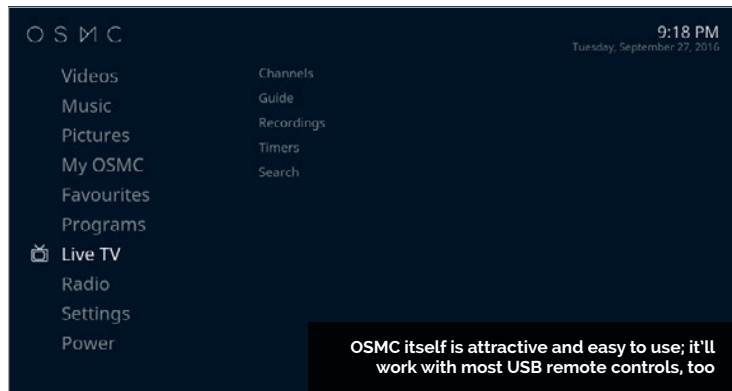 OSMC
9:18 PM
Tuesday, September 27, 2016
Videos
Music
Pictures
My OSMC
Favourites
Programs
Live TV
Radio
Settings
Power
Channels
Guide
Recordings
Timers
Search
OSMC itself is attractive and easy to use; it’ll
work with most USB remote controls, too